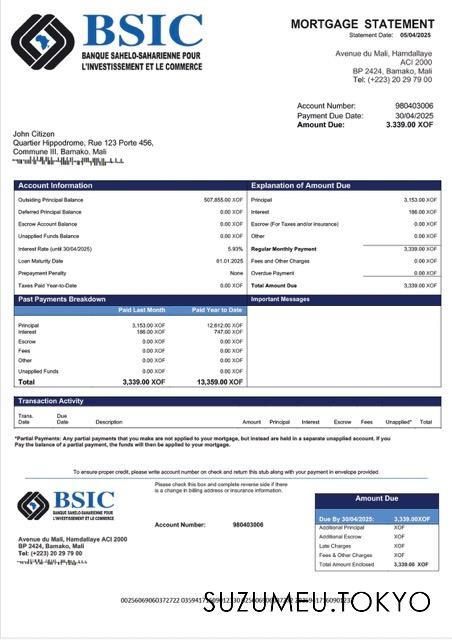 BSIC
BANQUE SAHELO-SAHARIENNE POUR
L'INVESTISSEMENT ET LE COMMERCE
MORTGAGE STATEMENT
Statement Date: 05/04/2025
Avenue du Mali, Hamdallaye
ACI 2000
BP 2424, Bamako, Mali
Tel: (+223) 20 29 79 00
Account Number: 980403006
Payment Due Date: 30/04/2025
Amount Due: 3.339.00 XOF
John Citizen
Quartier Hippodrome, Rue 123 Porte 456,
Commune III, Bamako, Mali
Account Information
Outsiding Principal Balance 507,855.00 XOF
Deferred Principal Balance 0.00 XOF
Escrow Account Balance 0.00 XOF
Unapplied Funds Balance 0.00 XOF
Interest Rate (until 30/04/2025) 5.93%
Loan Maturity Date 01.01.2025
Prepayment Penalty None
Taxes Paid Year-to-Date 0.00 XOF
Explanation of Amount Due
Principal 3,153.00 XOF
Interest 186.00 XOF
Escrow (For Taxes and/or insurance) 0.00 XOF
Other 0.00 XOF
Regular Monthly Payment 3,339.00 XOF
Fees and Other Charges 0.00 XOF
Overdue Payment 0.00 XOF
Total Amount Due 3,339.00 XOF
Past Payments Breakdown
Paid Last Month Paid Year to Date
Principal 3,153.00 XOF 12,612.00 XOF
Interest 186.00 XOF 747.00 XOF
Escrow 0.00 XOF 0.00 XOF
Fees 0.00 XOF 0.00 XOF
Other 0.00 XOF 0.00 XOF
Unapplied Funds 0.00 XOF 0.00 XOF
Total 3,339.00 XOF 13,359.00 XOF
Important Messages
Transaction Activity
Trans. Date Due Date Description Amount Principal Interest Escrow Fees Unapplied* Total
*Partial Payments: Any partial payments that you make are not applied to your mortgage, but instead are held in a separate unapplied account. If you
Pay the balance of a partial payment, the funds will then be applied to your mortgage.
To ensure proper credit, please write account number on check and return this stub along with your payment in envelope provided.
BSIC
BANQUE SAHELO-SAHARIENNE POUR
L'INVESTISSEMENT ET LE COMMERCE
Please check this box and complete reverse side if there
is a change in billing address or insurance information.
Account Number: 980403006
Avenue du Mali, Hamdallaye ACI 2000
BP 2424, Bamako, Mali
Tel: (+223) 20 29 79 00
Amount Due
Due By 30/04/2025: 3,339.00XOF
Additional Principal XOF
Additional Escrow XOF
Late Charges XOF
Fees & Other Charges XOF
Total Amount Enclosed 3,339.00 XOF
SUZUMEU.TOKYO